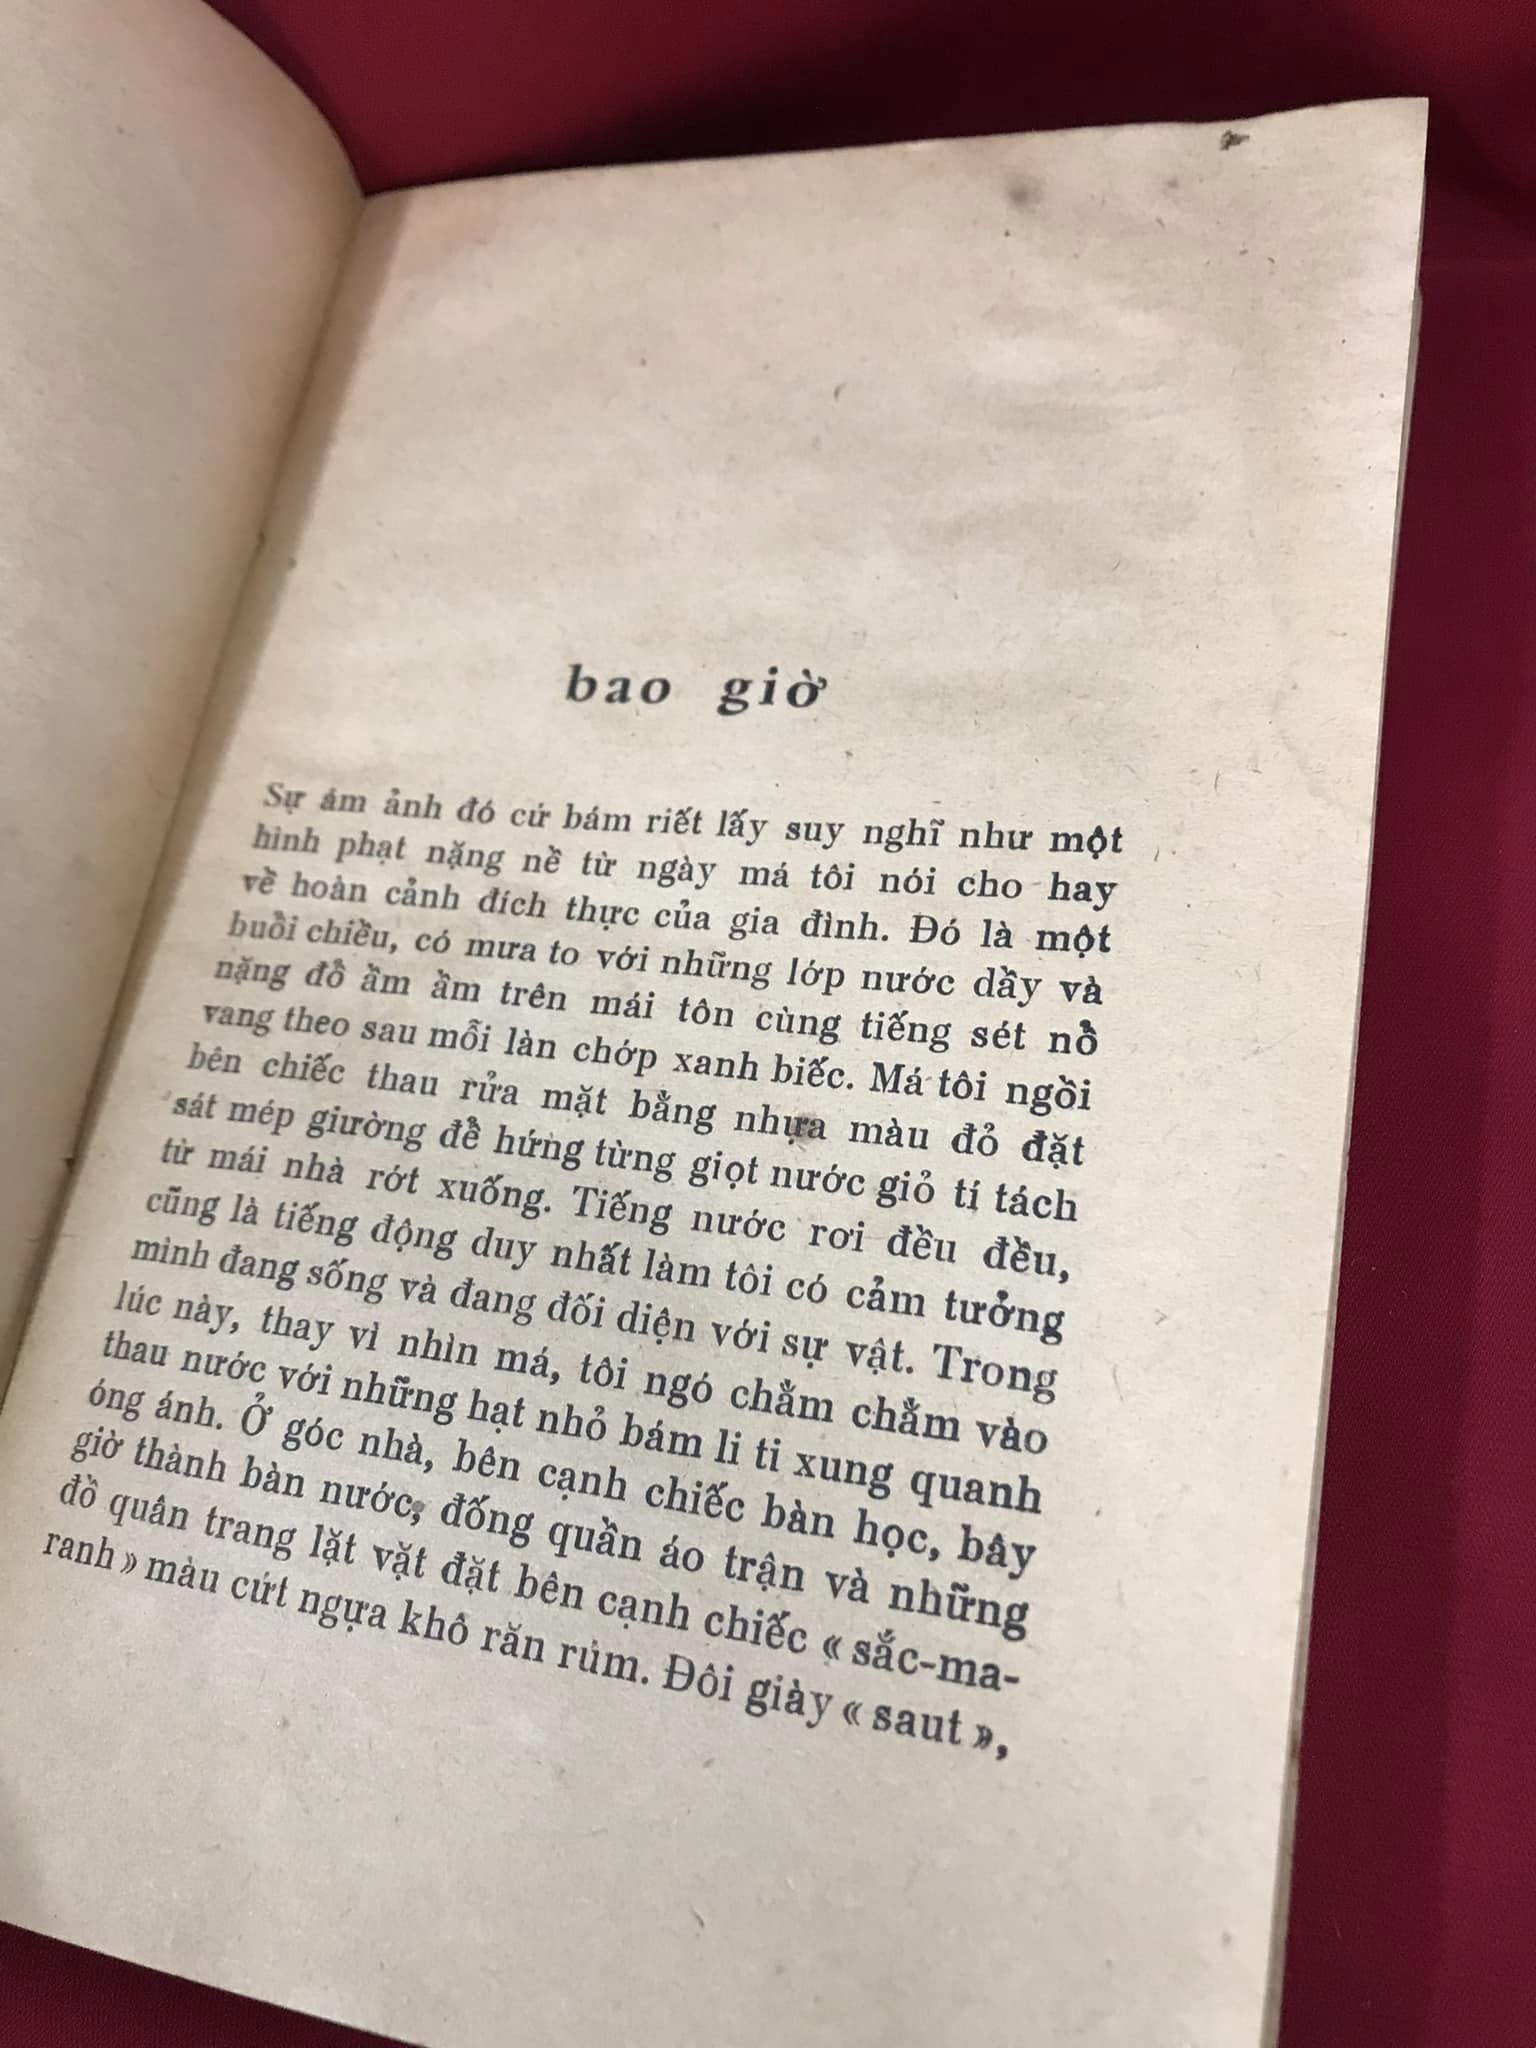 bao giờ
Sự ám ảnh đó cứ bám riết lấy suy nghĩ như một
hình phạt nặng nề từ ngày má tôi nói cho hay
về hoàn cảnh đích thực của gia đình. Đó là một
buổi chiều, có mưa to với những lớp nước dầy và
nặng đổ ầm ầm trên mái tôn cùng tiếng sét nổ
vang theo sau mỗi làn chớp xanh biếc. Má tôi ngồi
bên chiếc thau rửa mặt bằng nhựa màu đỏ đặt
sát mép giường để hứng từng giọt nước giỏ tí tách
từ mái nhà rớt xuống. Tiếng nước rơi đều đều,
cũng là tiếng động duy nhất làm tôi có cảm tưởng
mình đang sống và đang đối diện với sự vật. Trong
lúc này, thay vì nhìn má, tôi ngó chằm chằm vào
thau nước với những hạt nhỏ bám li ti xung quanh
óng ánh. Ở góc nhà, bên cạnh chiếc bàn học, bây
giờ thành bàn nước, đống quần áo trận và những
đồ quân trang lặt vặt đặt bên cạnh chiếc « sắc-ma-
ranh » màu cứt ngựa khô răn rúm. Đôi giày « saut »,